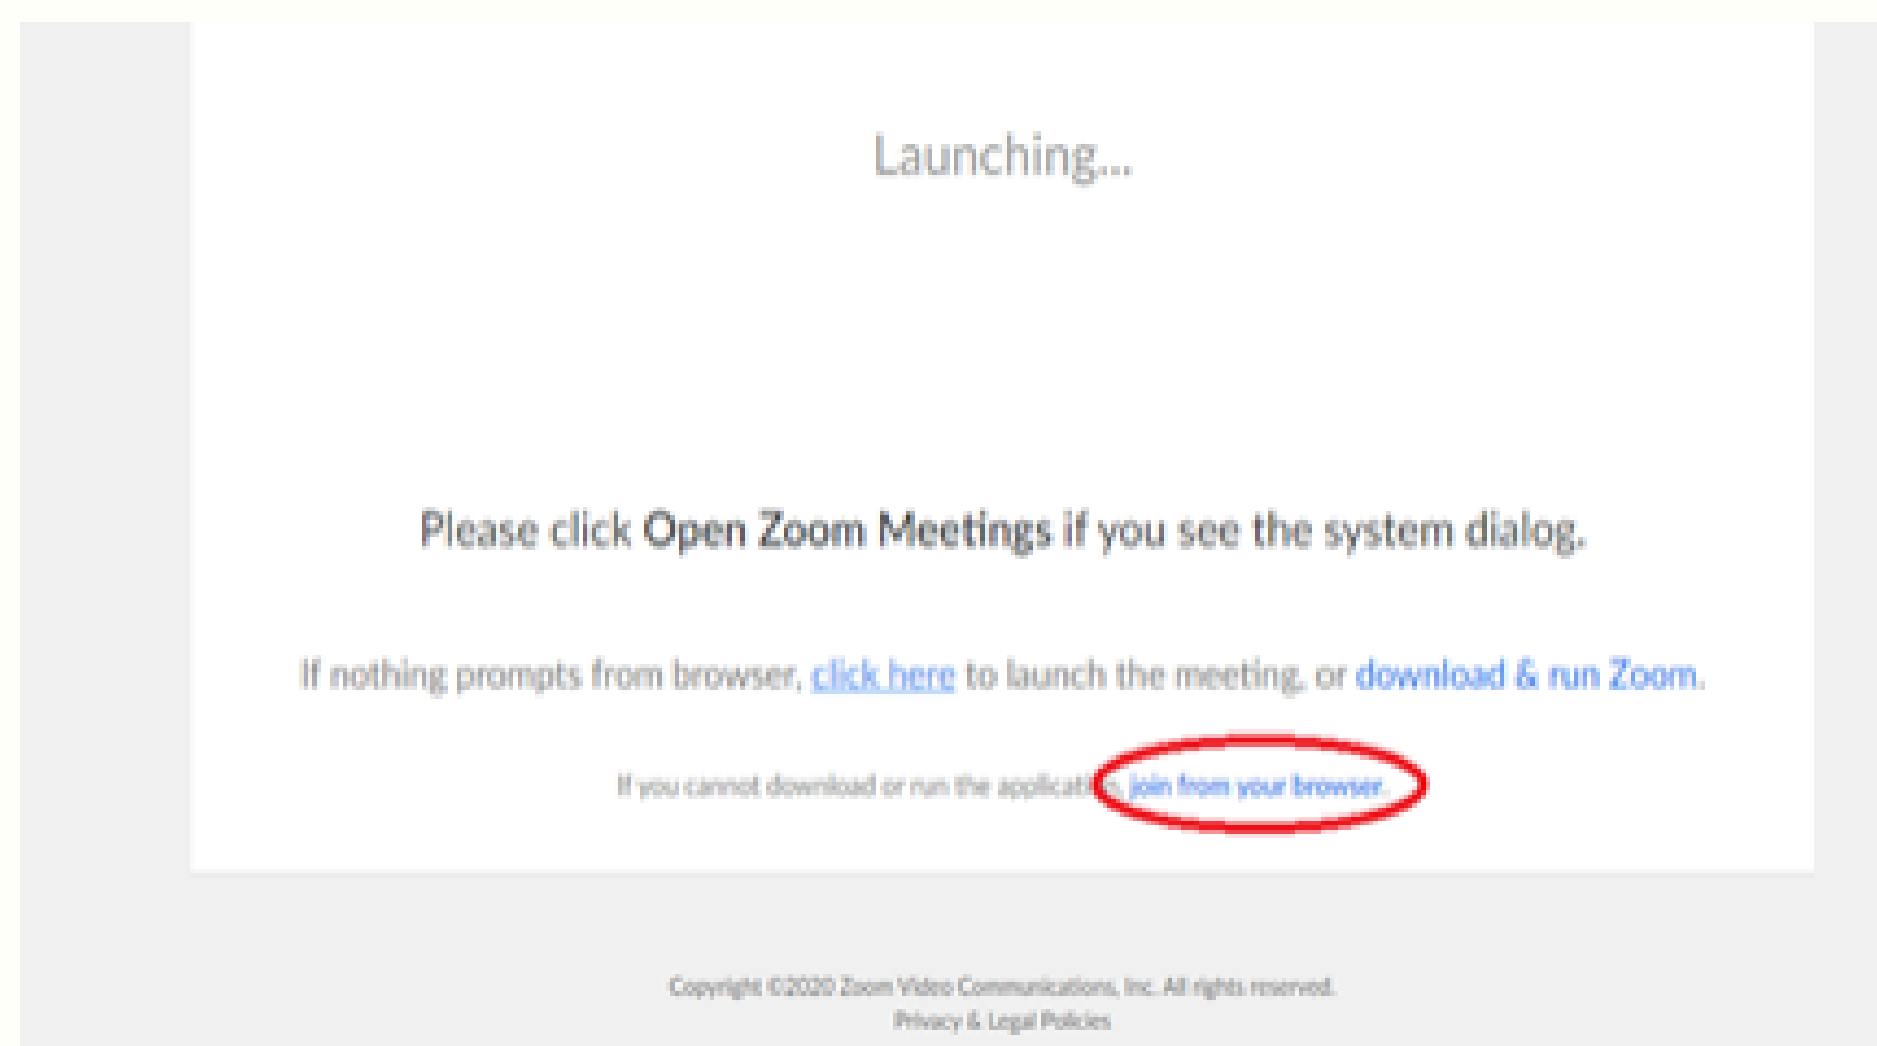 Launching...
Please click Open Zoom Meetings if you see the system dialog.
If nothing prompts from browser, click here to launch the meeting, or download & run Zoom.
If you cannot download or run the application, join from your browser.
Copyright ©2020 Zoom Video Communications, Inc. All rights reserved.
Privacy & Legal Policies